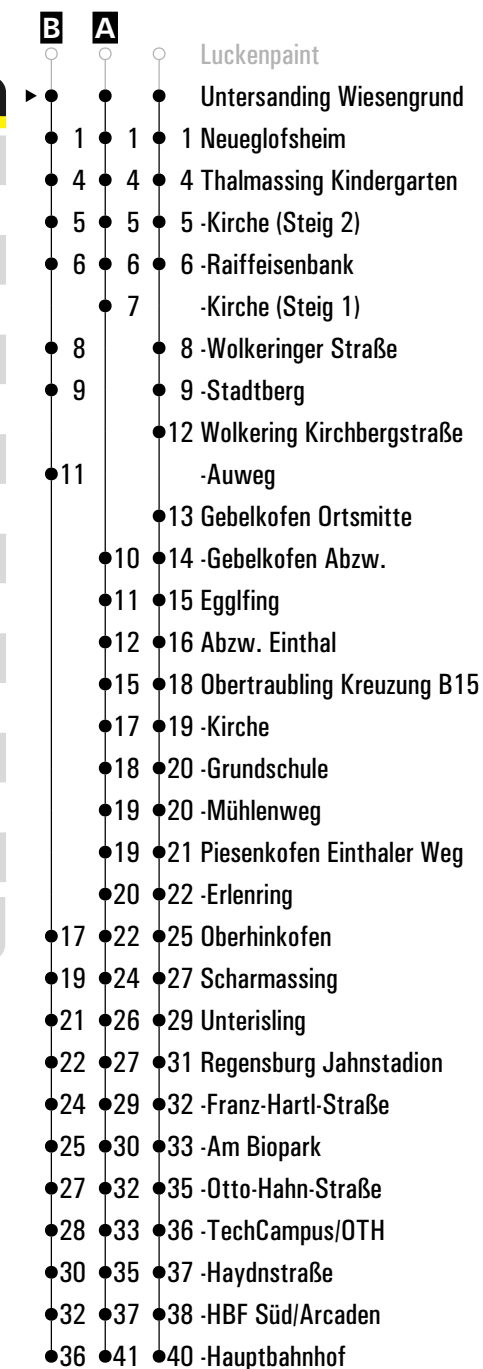 B A
Luckenpaint
Untersanding Wiesengrund
1 1 1 Neueglofsheim
4 4 4 Thalmassing Kindergarten
5 5 5 -Kirche (Steig 2)
6 6 6 -Raiffeisenbank
7 -Kirche (Steig 1)
8 8 -Wolkeringer Straße
9 9 -Stadtberg
12 Wolkering Kirchbergstraße
11 -Auweg
13 Gebelkofen Ortsmitte
10 14 -Gebelkofen Abzw.
11 15 Egglfing
12 16 Abzw. Einthal
15 18 Obertraubling Kreuzung B15
17 19 -Kirche
18 20 -Grundschule
19 20 -Mühlenweg
19 21 Piesenkofen Einthaler Weg
20 22 -Erlenring
17 22 25 Oberhinkofen
19 24 27 Scharmassing
21 26 29 Unterisling
22 27 31 Regensburg Jahnstadion
24 29 32 -Franz-Hartl-Straße
25 30 33 -Am Biopark
27 32 35 -Otto-Hahn-Straße
28 33 36 -TechCampus/OTH
30 35 37 -Haydnstraße
32 37 38 -HBF Süd/Arcaden
36 41 40 -Hauptbahnhof